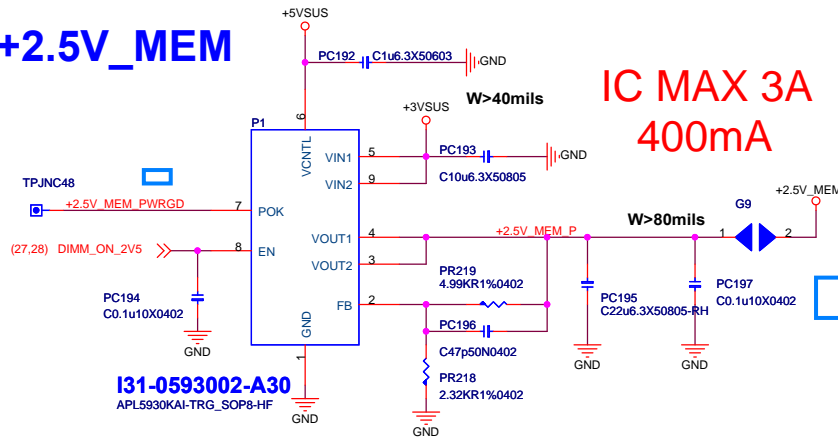 +2.5V_MEM
+5VSUS
PC192 C1u6.3X50603
GND
W>40mils
IC MAX 3A
400mA
+3VSUS
P1
6
VCNTL
VIN1 5
PC193
C10u6.3X50805
GND
VIN2 9
TPJNC48
+2.5V_MEM_PWRGD
7 POK
(27,28) DIMM_ON_2V5
8 EN
VOUT1 4
+2.5V_MEM_P
W>80mils
G9
1 2
+2.5V_MEM
VOUT2 3
PR219
4.99KR1%0402
FB 2
PC194
C0.1u10X0402
GND
PC195
C22u6.3X50805-RH
GND
PC197
C0.1u10X0402
GND
PC196
C47p50N0402
GND
1
GND
PR218
2.32KR1%0402
GND
I31-0593002-A30
APL5930KAI-TRG_SOP8-HF